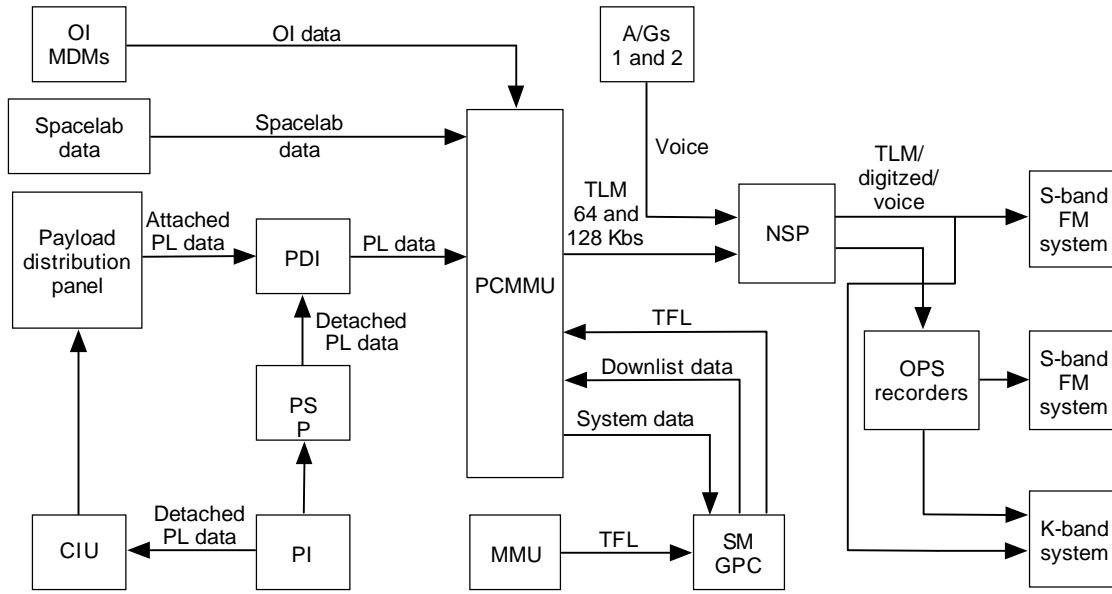 OI
MDMs
OI data
A/Gs
1 and 2
Spacelab
data
Spacelab
data
Voice
TLM/
digitzed/
voice
S-band
FM
system
Payload
distribution
panel
Attached
PL data
PDI
PL data
PCMMU
TLM
64 and
128 Kbs
NSP
Detached
PL data
TFL
Downlist data
OPS
recorders
S-band
FM
system
PS
P
System data
CIU
Detached
PL data
PI
MMU
TFL
SM
GPC
K-band
system